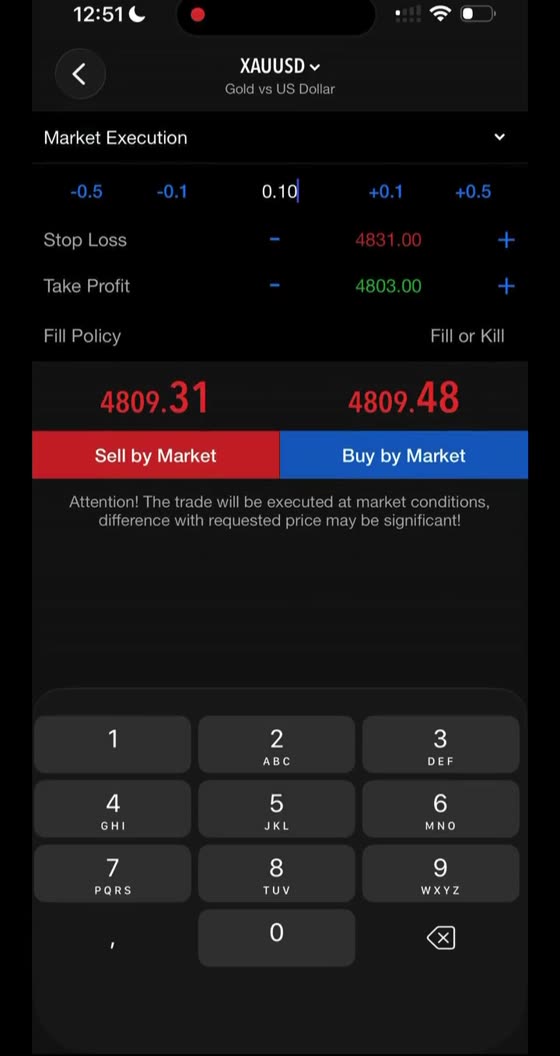 12:51
XAUUSD
Gold vs US Dollar
Market Execution
-0.5 -0.1 0.10 +0.1 +0.5
Stop Loss - 4831.00 +
Take Profit - 4803.00 +
Fill Policy Fill or Kill
4809.31 4809.48
Sell by Market Buy by Market
Attention! The trade will be executed at market conditions,
difference with requested price may be significant!
1 2 3
ABC DEF
4 5 6
GHI JKL MNO
7 8 9
PQRS TUV WXYZ
, 0